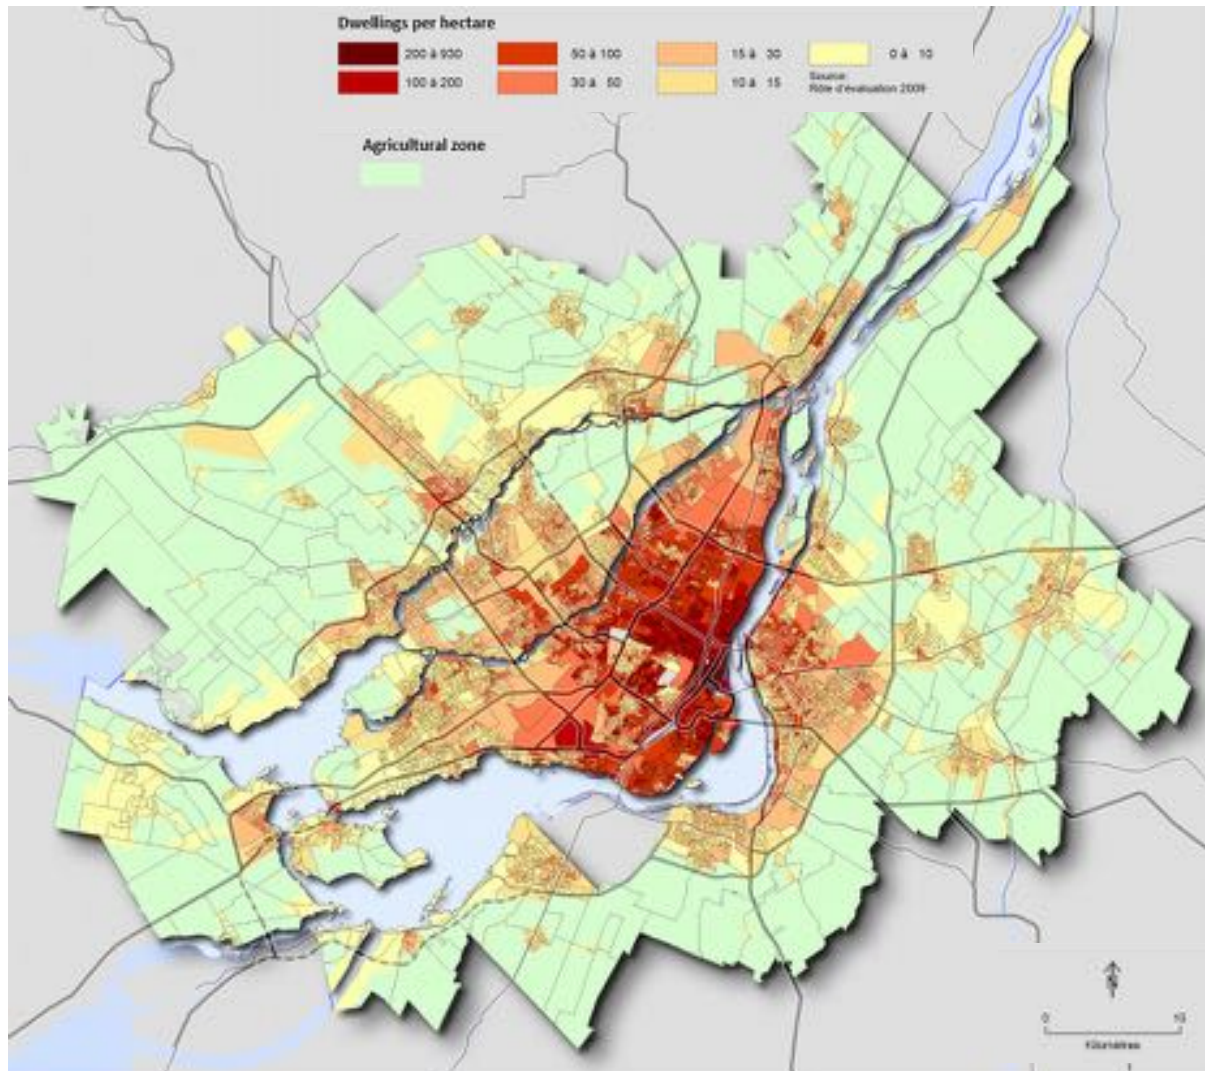 Dwellings per hectare
200 à 930
50 à 100
15 à 30
0 à 10
100 à 200
30 à 50
10 à 15
Source:
Rôle d'évaluation 2009
Agricultural zone
N
0
10
Kilomètres